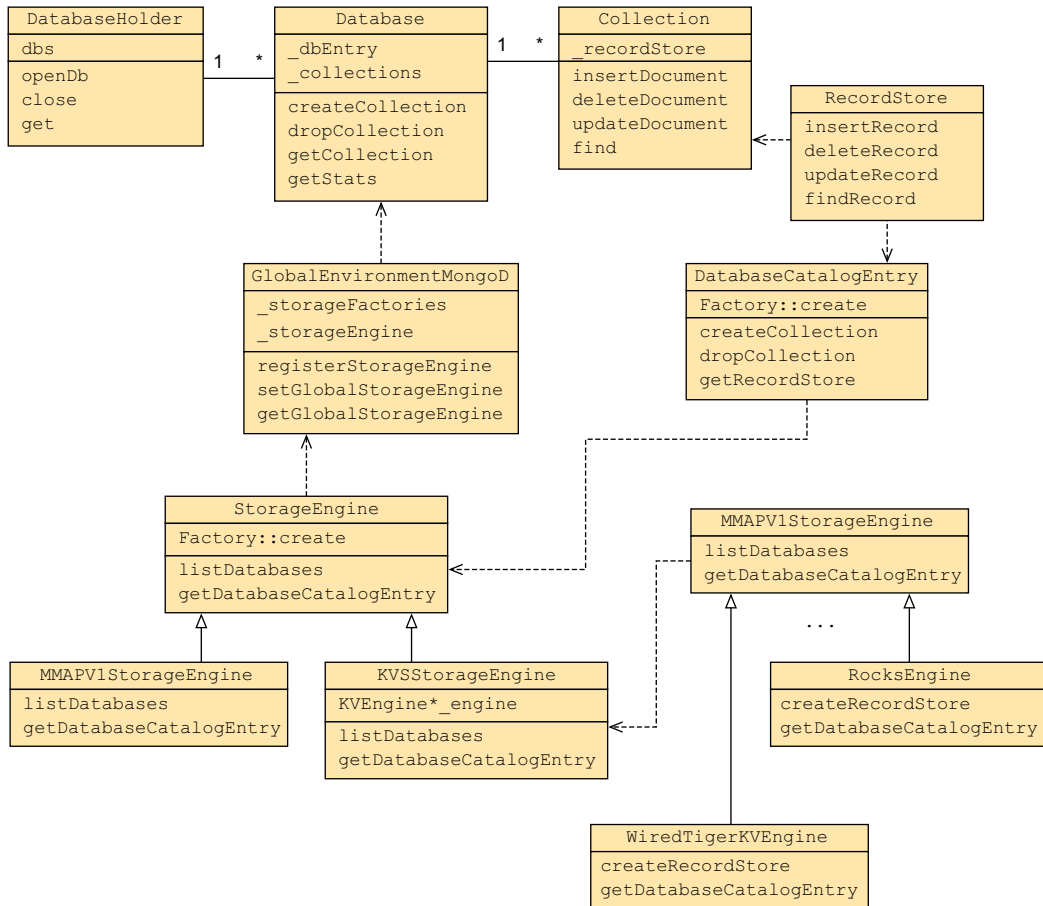 DatabaseHolder
dbs
openDb
close
get
1
*
Database
_dbEntry
_collections
createCollection
dropCollection
getCollection
getStats
1
*
Collection
_recordStore
insertDocument
deleteDocument
updateDocument
find
RecordStore
insertRecord
deleteRecord
updateRecord
findRecord
GlobalEnvironmentMongoD
_storageFactories
_storageEngine
registerStorageEngine
setGlobalStorageEngine
getGlobalStorageEngine
DatabaseCatalogEntry
Factory::create
createCollection
dropCollection
getRecordStore
StorageEngine
Factory::create
listDatabases
getDatabaseCatalogEntry
MMAPV1StorageEngine
listDatabases
getDatabaseCatalogEntry
...
MMAPV1StorageEngine
listDatabases
getDatabaseCatalogEntry
KVSStorageEngine
KVEngine*_engine
listDatabases
getDatabaseCatalogEntry
RocksEngine
createRecordStore
getDatabaseCatalogEntry
WiredTigerKVEngine
createRecordStore
getDatabaseCatalogEntry